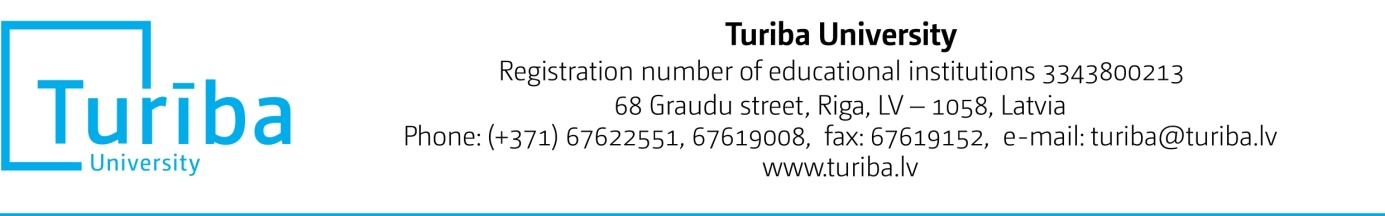 Turība
University
Turiba University
Registration number of educational institutions 3343800213
68 Graudu street, Riga, LV – 1058, Latvia
Phone: (+371) 67622551, 67619008, fax: 67619152, e-mail: turiba@turiba.lv
www.turiba.lv